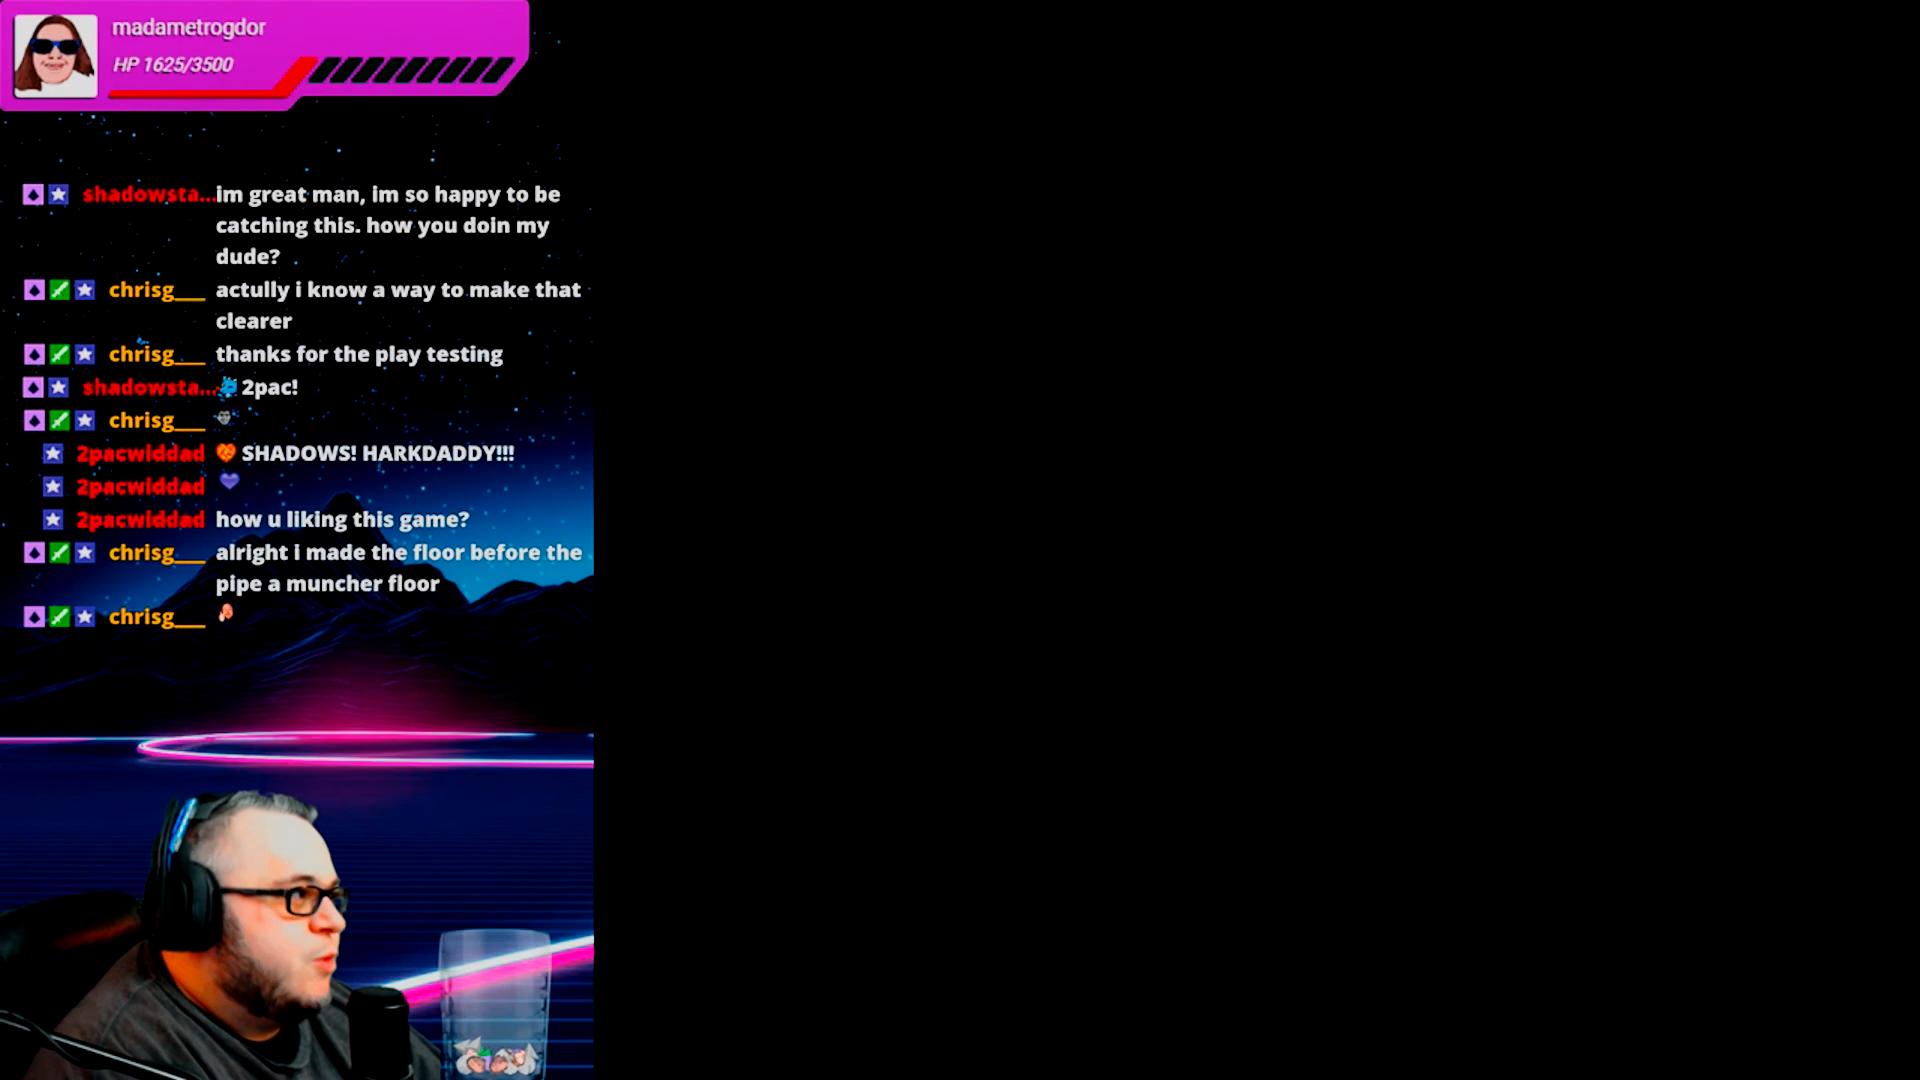 madametrogdor
HP 1625/3500
shadowsta... im great man, im so happy to be
catching this. how you doin my
dude?
chrisg___ actully i know a way to make that
clearer
chrisg___ thanks for the play testing
shadowsta... 2pac!
chrisg___
2pacwiddad SHADOWS! HARKDADDY!!!
2pacwiddad
2pacwiddad how u liking this game?
chrisg___ alright i made the floor before the
pipe a muncher floor
chrisg___